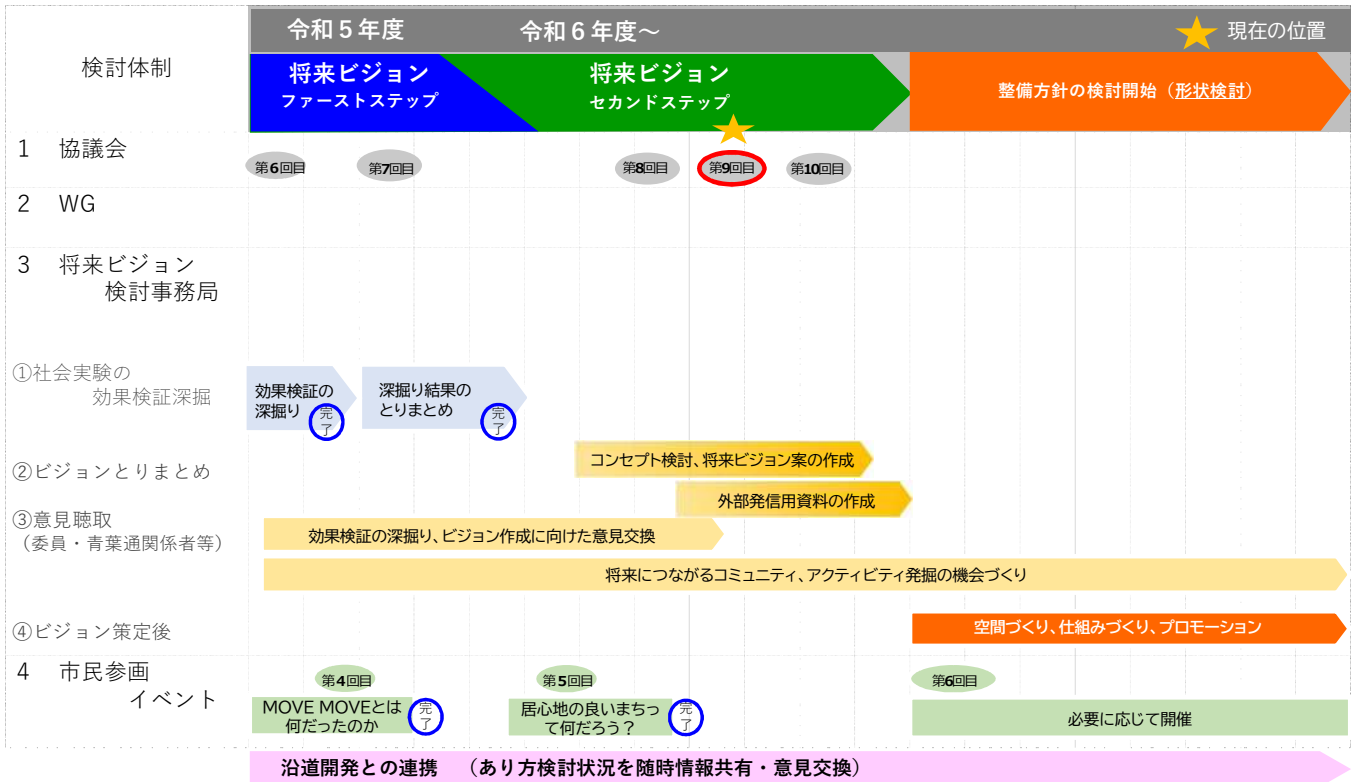 令和５年度
令和６年度～
現在の位置
検討体制
将来ビジョン
ファーストステップ
将来ビジョン
セカンドステップ
整備方針の検討開始（形状検討）
1 協議会
第6回目
第7回目
第8回目
第9回目
第10回目
2 WG
3 将来ビジョン
検討事務局
①社会実験の
効果検証深掘
効果検証の
深掘り
完
了
深掘り結果の
とりまとめ
完
了
②ビジョンとりまとめ
コンセプト検討、将来ビジョン案の作成
外部発信用資料の作成
③意見聴取
（委員・青葉通関係者等）
効果検証の深掘り、ビジョン作成に向けた意見交換
将来につながるコミュニティ、アクティビティ発掘の機会づくり
④ビジョン策定後
空間づくり、仕組みづくり、プロモーション
4 市民参画
イベント
第4回目
MOVE MOVEとは
何だったのか
完
了
第5回目
居心地の良いまちっ
て何だろう？
完
了
第6回目
必要に応じて開催
沿道開発との連携 （あり方検討状況を随時情報共有・意見交換）